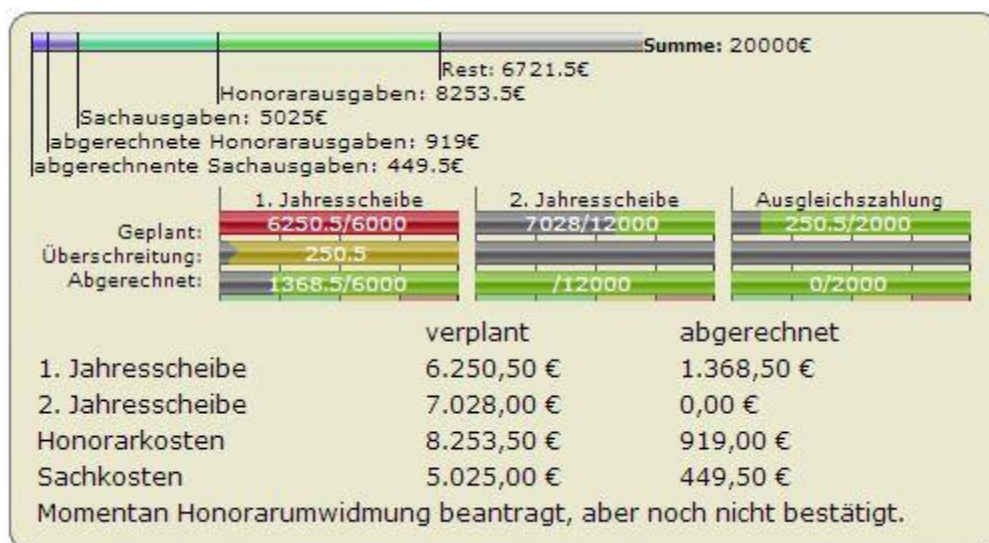 Summe: 20000€
Rest: 6721.5€
Honorarausgaben: 8253.5€
Sachausgaben: 5025€
abgerechnete Honorarausgaben: 919€
abgerechnente Sachausgaben: 449.5€
1. Jahresscheibe 2. Jahresscheibe Ausgleichszahlung
Geplant: 6250.5/6000 7028/12000 250.5/2000
Überschreitung: 250.5
Abgerechnet: 1368.5/6000 /12000 0/2000
verplant abgerechnet
1. Jahresscheibe 6.250,50 € 1.368,50 €
2. Jahresscheibe 7.028,00 € 0,00 €
Honorarkosten 8.253,50 € 919,00 €
Sachkosten 5.025,00 € 449,50 €
Momentan Honorarumwidmung beantragt, aber noch nicht bestätigt.